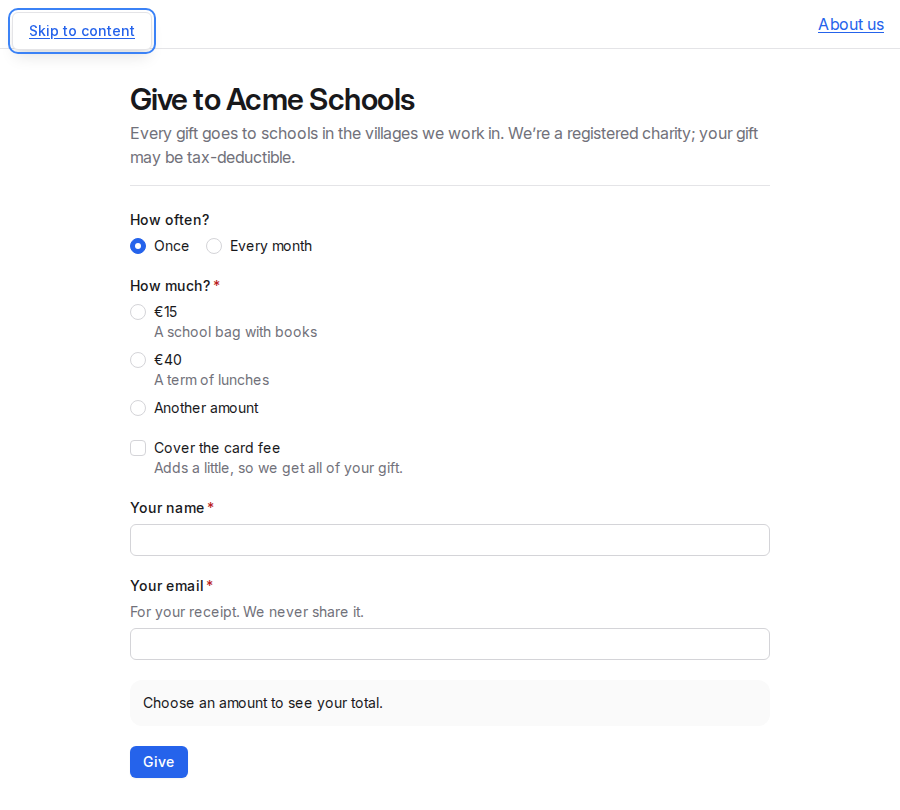 Skip to content
About us
Give to Acme Schools
Every gift goes to schools in the villages we work in. We're a registered charity; your gift
may be tax-deductible.
How often?
Once
Every month
How much? *
€15
A school bag with books
€40
A term of lunches
Another amount
Cover the card fee
Adds a little, so we get all of your gift.
Your name *
Your email *
For your receipt. We never share it.
Choose an amount to see your total.
Give